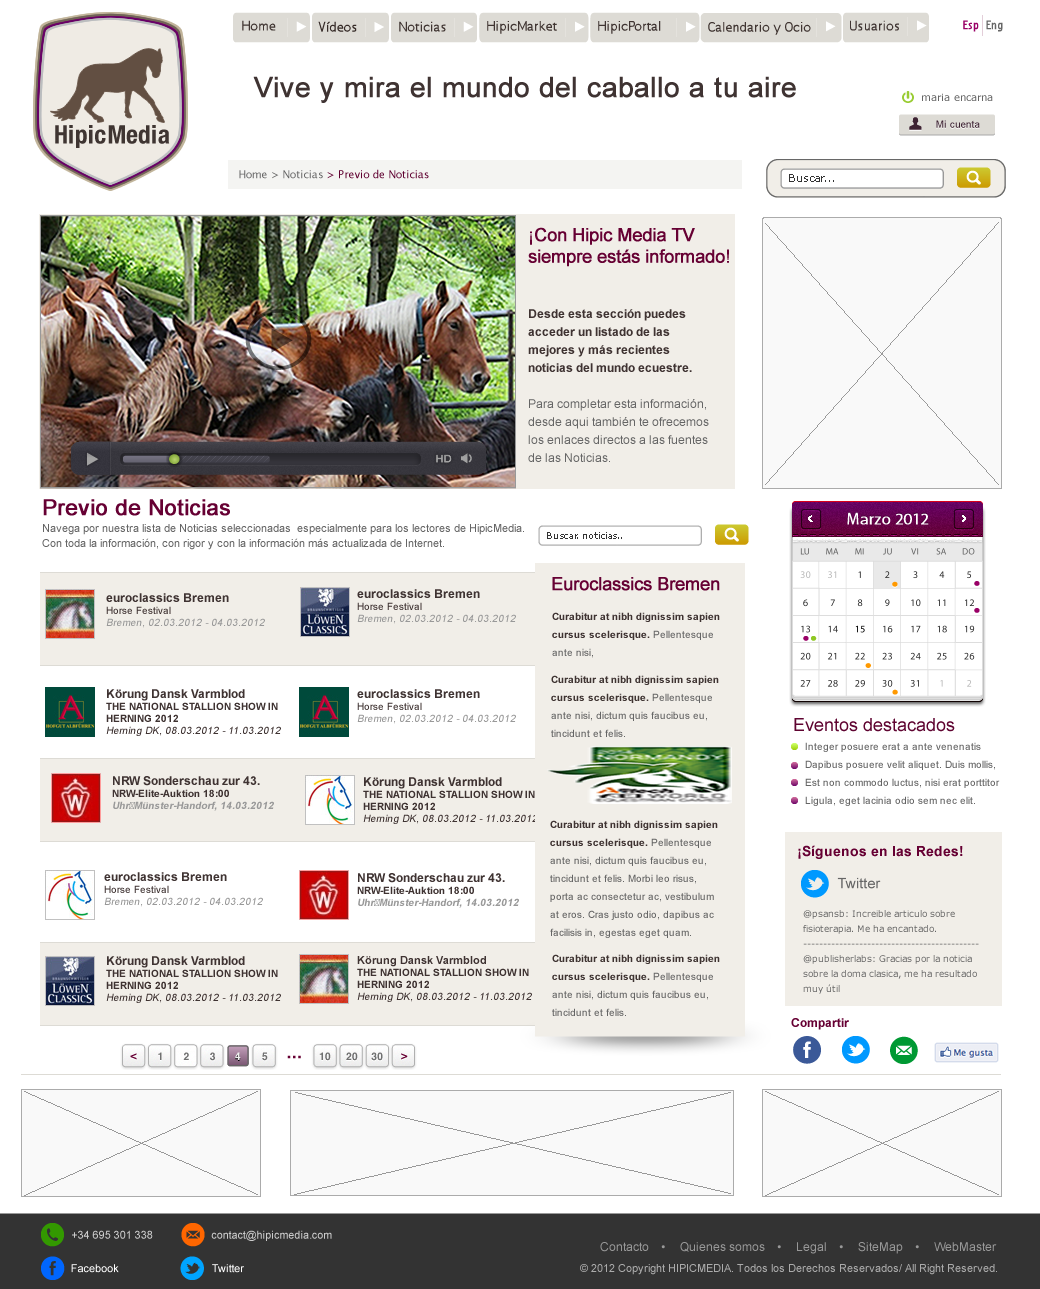 Home
Vídeos
Noticias
HipicMarket
HipicPortal
Calendario y Ocio
Usuarios
Esp
Eng
HipicMedia
Vive y mira el mundo del caballo a tu aire
maria encarna
Mi cuenta
Home > Noticias > Previo de Noticias
Buscar...
¡Con Hipic Media TV
siempre estás informado!
Desde esta sección puedes
acceder un listado de las
mejores y más recientes
noticias del mundo ecuestre.
Para completar esta información,
desde aqui también te ofrecemos
los enlaces directos a las fuentes
de las Noticias.
HD
Previo de Noticias
Navega por nuestra lista de Noticias seleccionadas especialmente para los lectores de HipicMedia.
Con toda la información, con rigor y con la información más actualizada de Internet.
Buscar noticias..
euroclassics Bremen
Horse Festival
Bremen, 02.03.2012 - 04.03.2012
LÖWEN
CLASSICS
euroclassics Bremen
Horse Festival
Bremen, 02.03.2012 - 04.03.2012
HOFGUT ALBFÜHREN
Körung Dansk Varmblod
THE NATIONAL STALLION SHOW IN
HERNING 2012
Herning DK, 08.03.2012 - 11.03.2012
HOFGUT ALBFÜHREN
euroclassics Bremen
Horse Festival
Bremen, 02.03.2012 - 04.03.2012
NRW Sonderschau zur 43.
NRW-Elite-Auktion 18:00
Münster-Handorf, 14.03.2012
Körung Dansk Varmblod
THE NATIONAL STALLION SHOW IN
HERNING 2012
Herning DK, 08.03.2012 - 11.03.2012
euroclassics Bremen
Horse Festival
Bremen, 02.03.2012 - 04.03.2012
NRW Sonderschau zur 43.
NRW-Elite-Auktion 18:00
Münster-Handorf, 14.03.2012
LÖWEN
CLASSICS
Körung Dansk Varmblod
THE NATIONAL STALLION SHOW IN
HERNING 2012
Herning DK, 08.03.2012 - 11.03.2012
Körung Dansk Varmblod
THE NATIONAL STALLION SHOW IN
HERNING 2012
Herning DK, 08.03.2012 - 11.03.2012
< 1 2 3 4 5 ... 10 20 30 >
Euroclassics Bremen
Curabitur at nibh dignissim sapien
cursus scelerisque. Pellentesque
ante nisi,
Curabitur at nibh dignissim sapien
cursus scelerisque. Pellentesque
ante nisi, dictum quis faucibus eu,
tincidunt et felis.
NORMANDY
Curabitur at nibh dignissim sapien
cursus scelerisque. Pellentesque
ante nisi, dictum quis faucibus eu,
tincidunt et felis. Morbi leo risus,
porta ac consectetur ac, vestibulum
at eros. Cras justo odio, dapibus ac
facilisis in, egestas eget quam.
Curabitur at nibh dignissim sapien
cursus scelerisque. Pellentesque
ante nisi, dictum quis faucibus eu,
tincidunt et felis.
< Marzo 2012 >
LU MA MI JU VI SA DO
30 31 1 2 3 4 5
6 7 8 9 10 11 12
13 14 15 16 17 18 19
20 21 22 23 24 25 26
27 28 29 30 31 1 2
Eventos destacados
Integer posuere erat a ante venenatis
Dapibus posuere velit aliquet. Duis mollis,
Est non commodo luctus, nisi erat porttitor
Ligula, eget lacinia odio sem nec elit.
¡Síguenos en las Redes!
Twitter
@psansb: Increible articulo sobre
fisioterapia. Me ha encantado.
@publisherlabs: Gracias por la noticia
sobre la doma clasica, me ha resultado
muy útil
Compartir
Me gusta
+34 695 301 338
contact@hipicmedia.com
Facebook
Twitter
Contacto • Quienes somos • Legal • SiteMap • WebMaster
© 2012 Copyright HIPICMEDIA. Todos los Derechos Reservados/ All Right Reserved.